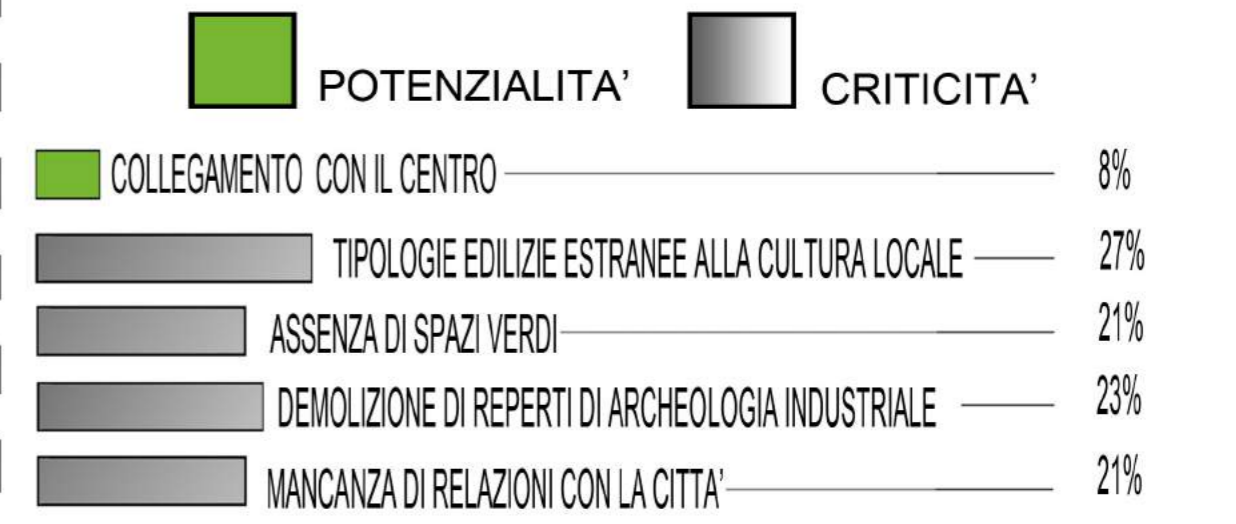 POTENZIALITA’ CRITICITA’
COLLEGAMENTO CON IL CENTRO 8%
TIPOLOGIE EDILIZIE ESTRANEE ALLA CULTURA LOCALE 27%
ASSENZA DI SPAZI VERDI 21%
DEMOLIZIONE DI REPERTI DI ARCHEOLOGIA INDUSTRIALE 23%
MANCANZA DI RELAZIONI CON LA CITTA’ 21%